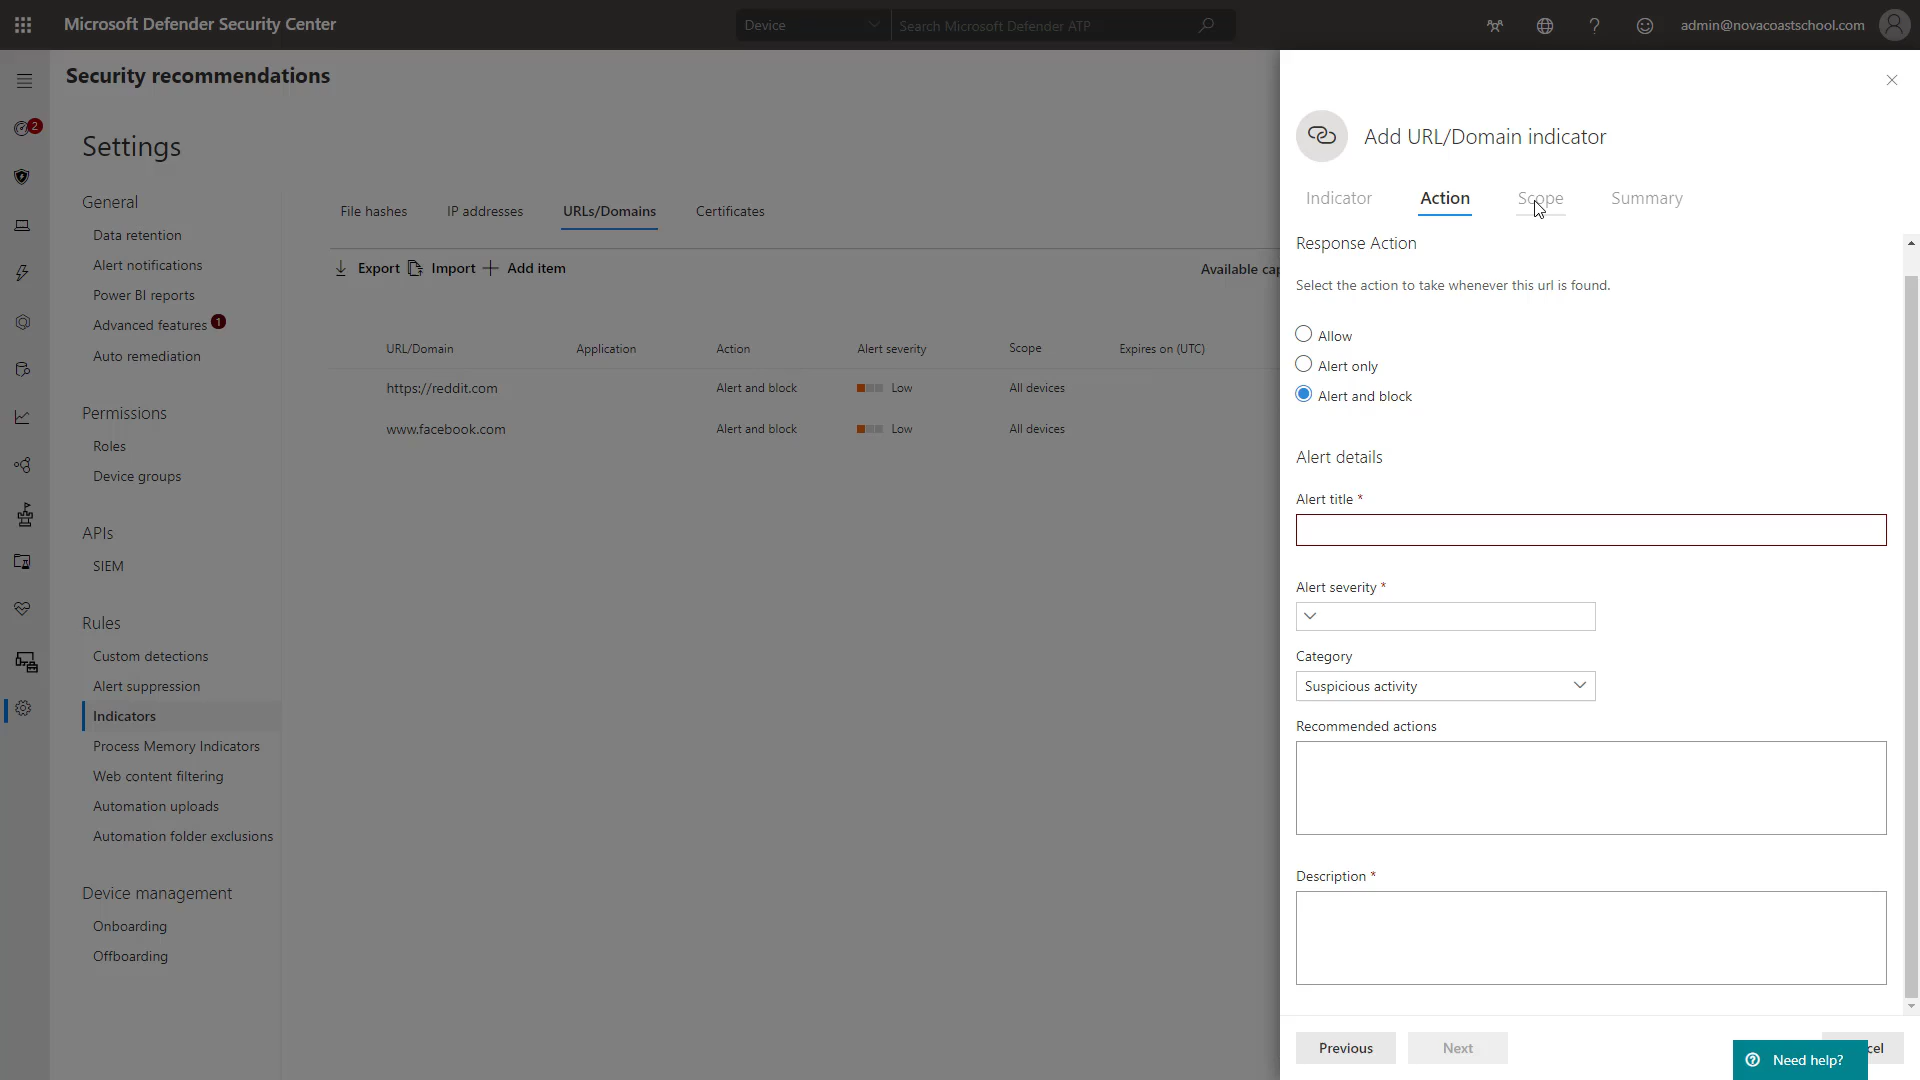 Microsoft Defender Security Center
Device
Search Microsoft Defender ATP
admin@novacoastschool.com
Security recommendations
2
Settings
General
Data retention
Alert notifications
Power BI reports
Advanced features 1
Auto remediation
Permissions
Roles
Device groups
APIs
SIEM
Rules
Custom detections
Alert suppression
Indicators
Process Memory Indicators
Web content filtering
Automation uploads
Automation folder exclusions
Device management
Onboarding
Offboarding
File hashes IP addresses URLs/Domains Certificates
Export Import Add item Available
URL/Domain Application Action Alert severity Scope Expires on (UTC)
https://reddit.com Alert and block Low All devices
www.facebook.com Alert and block Low All devices
Add URL/Domain indicator
Indicator Action Scope Summary
Response Action
Select the action to take whenever this url is found.
Allow
Alert only
Alert and block
Alert details
Alert title *
Alert severity *
Category
Suspicious activity
Recommended actions
Description *
Previous Next
Need help?